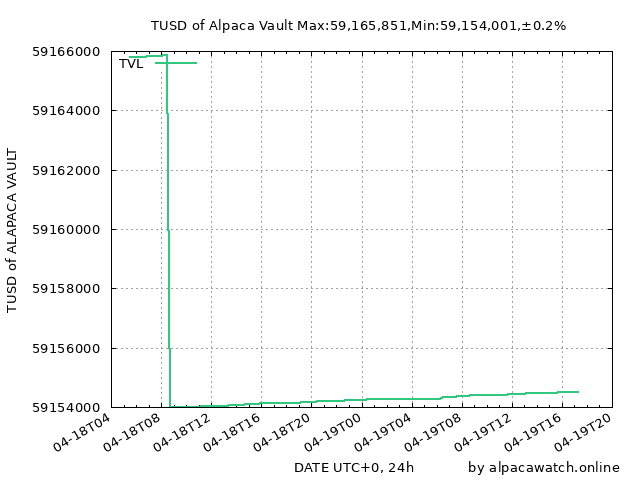 TUSD of Alpaca Vault Max:59,165,851,Min:59,154,001,±0.2%
59166000
TVL
59164000
59162000
59160000
59158000
59156000
59154000
TUSD of ALAPACA VAULT
04-18T04
04-18T08
04-18T12
04-18T16
04-18T20
04-19T00
04-19T04
04-19T08
04-19T12
04-19T16
04-19T20
DATE UTC+0, 24h
by alpacawatch.online